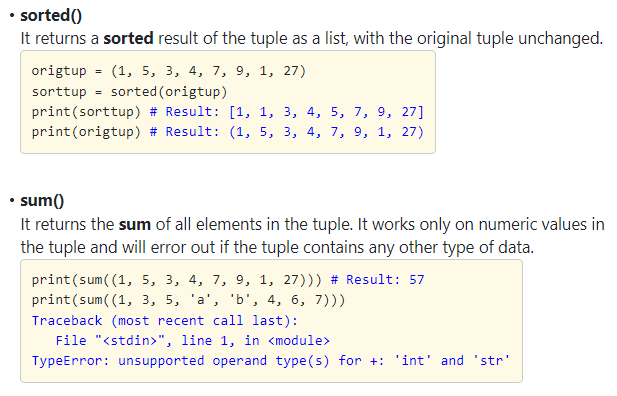 • sorted()
It returns a sorted result of the tuple as a list, with the original tuple unchanged.
origtup = (1, 5, 3, 4, 7, 9, 1, 27)
sorttup = sorted(origtup)
print(sorttup) # Result: [1, 1, 3, 4, 5, 7, 9, 27]
print(origtup) # Result: (1, 5, 3, 4, 7, 9, 1, 27)
• sum()
It returns the sum of all elements in the tuple. It works only on numeric values in
the tuple and will error out if the tuple contains any other type of data.
print(sum((1, 5, 3, 4, 7, 9, 1, 27))) # Result: 57
print(sum((1, 3, 5, 'a', 'b', 4, 6, 7)))
Traceback (most recent call last):
   File "<stdin>", line 1, in <module>
TypeError: unsupported operand type(s) for +: 'int' and 'str'